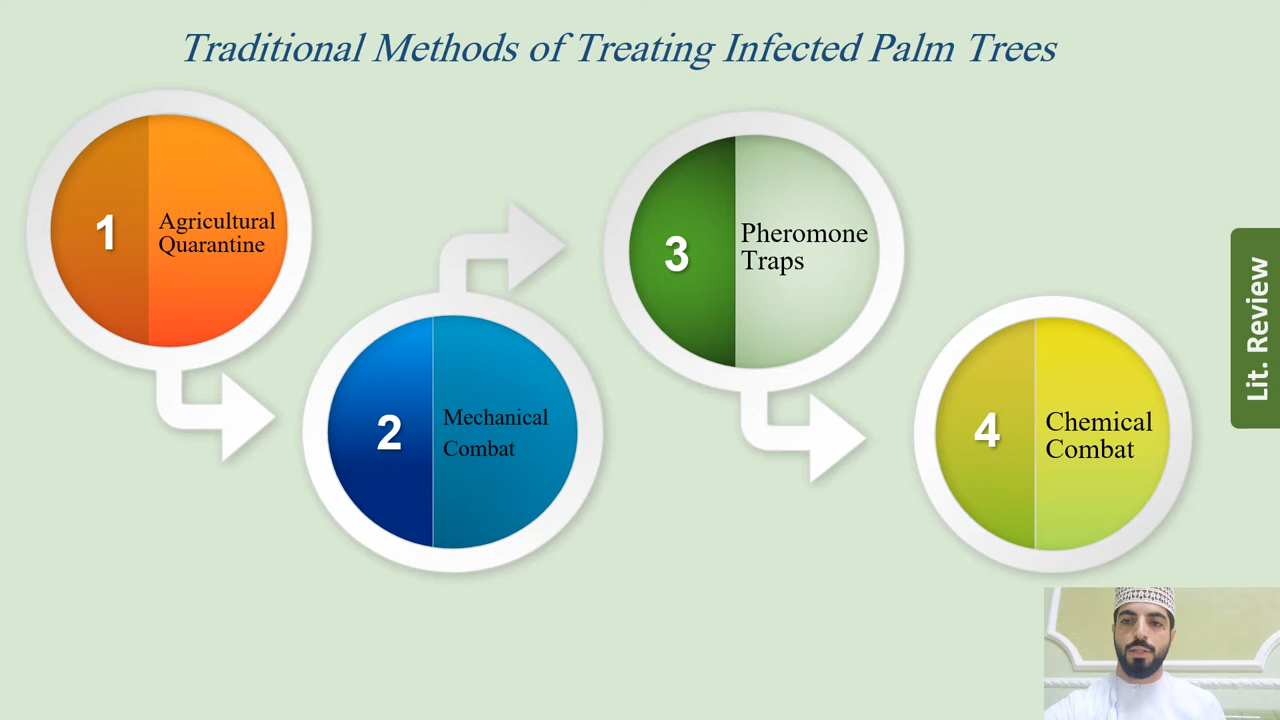 Traditional Methods of Treating Infected Palm Trees
1
Agricultural
Quarantine
2
Mechanical
Combat
3
Pheromone
Traps
4
Chemical
Combat
Lit. Review